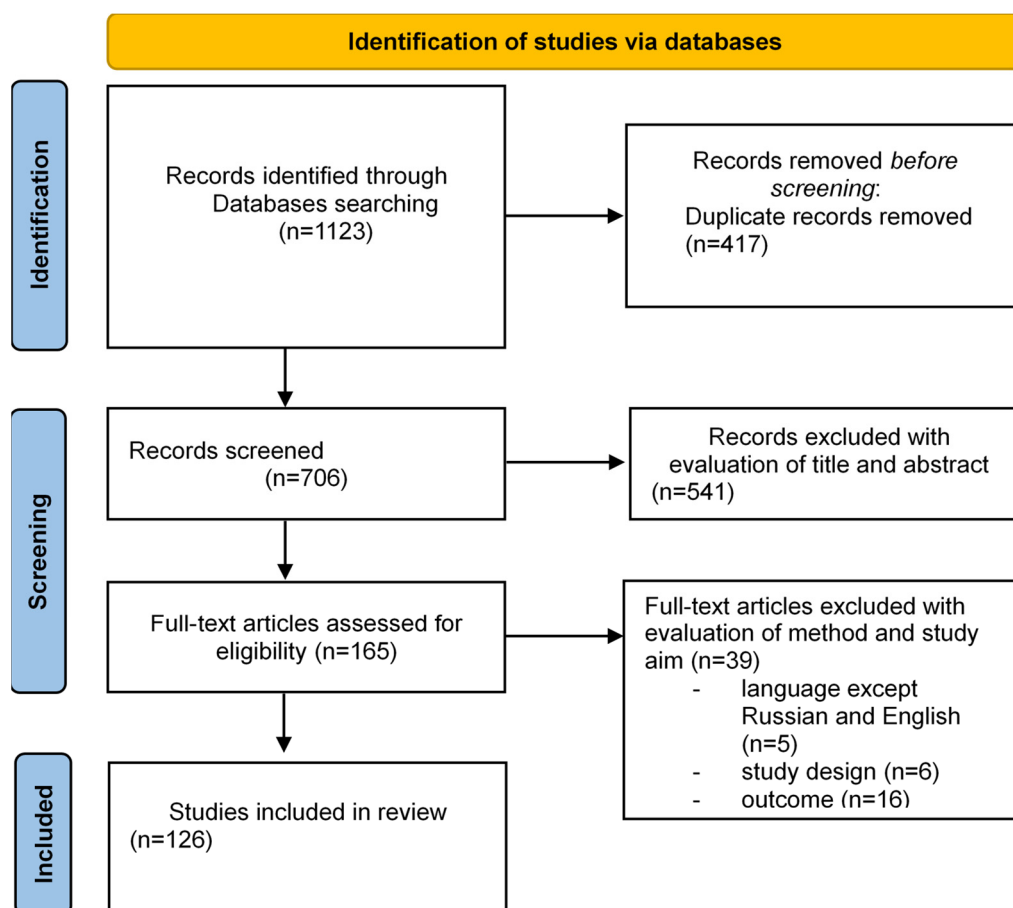 Identification of studies via databases
Identification
Records identified through
Databases searching
(n=1123)
Records removed before
screening:
Duplicate records removed
(n=417)
Screening
Records screened
(n=706)
Records excluded with
evaluation of title and abstract
(n=541)
Full-text articles assessed for
eligibility (n=165)
Full-text articles excluded with
evaluation of method and study
aim (n=39)
- language except
Russian and English
(n=5)
- study design (n=6)
- outcome (n=16)
Included
Studies included in review
(n=126)